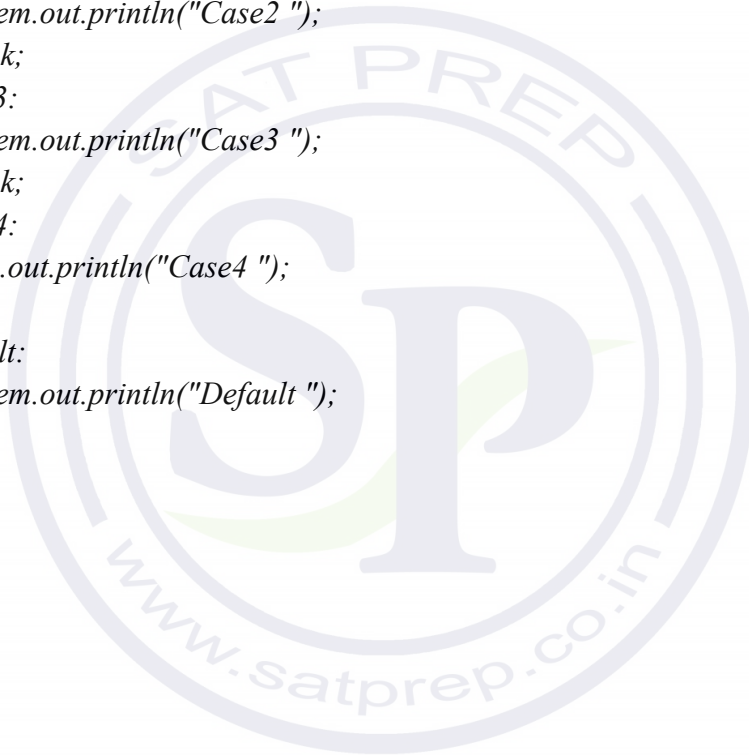 em.out.println("Case2 ");
k;
3:
em.out.println("Case3 ");
k;
4:
.out.println("Case4 ");
lt:
em.out.println("Default ");
SAT PREP
SP
www.satprep.co.in